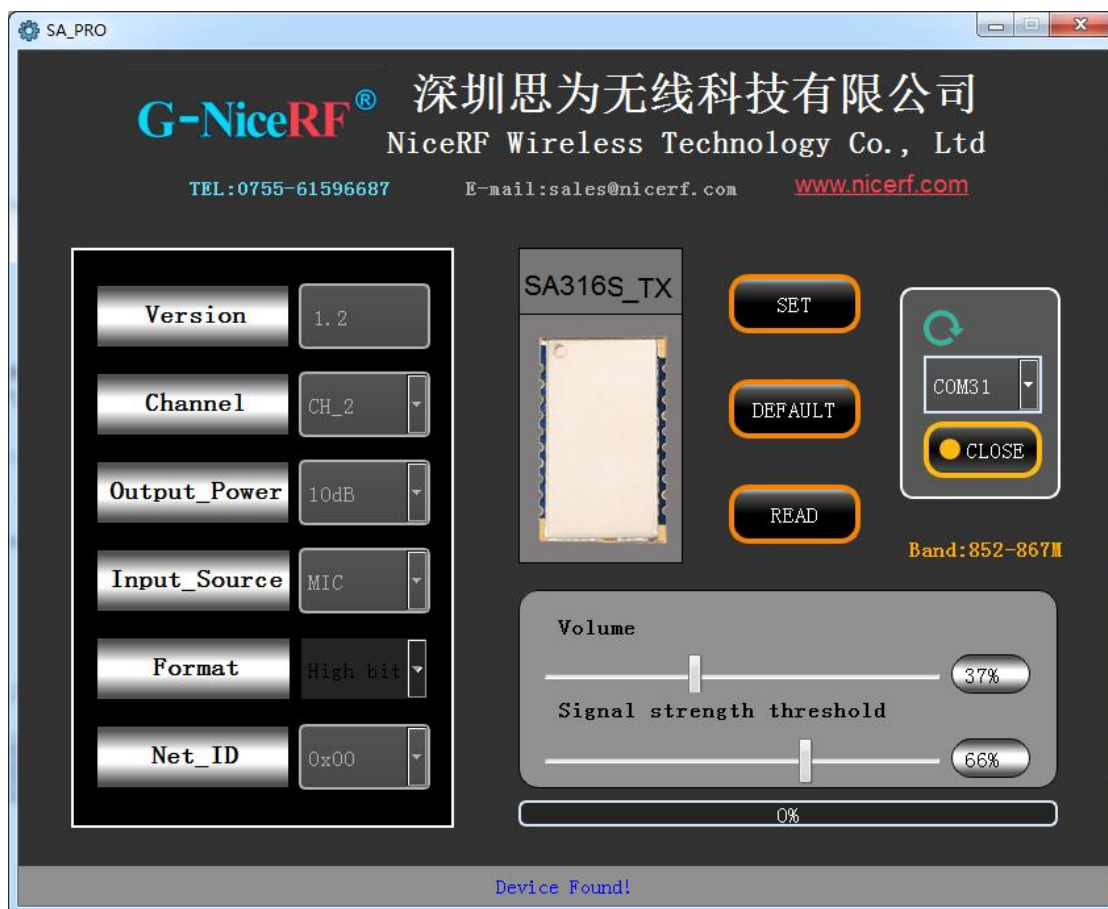 SA_PRO
G-NiceRF®
深圳思为无线科技有限公司
NiceRF Wireless Technology Co., Ltd
TEL:0755-61596687 E-mail:sales@nicerf.com www.nicerf.com
Version 1.2
Channel CH_2
Output_Power 10dB
Input_Source MIC
Format High bit
Net_ID 0x00
SA316S_TX
SET
DEFAULT
READ
COM31
CLOSE
Band:852-867M
Volume
37%
Signal strength threshold
66%
0%
Device Found!